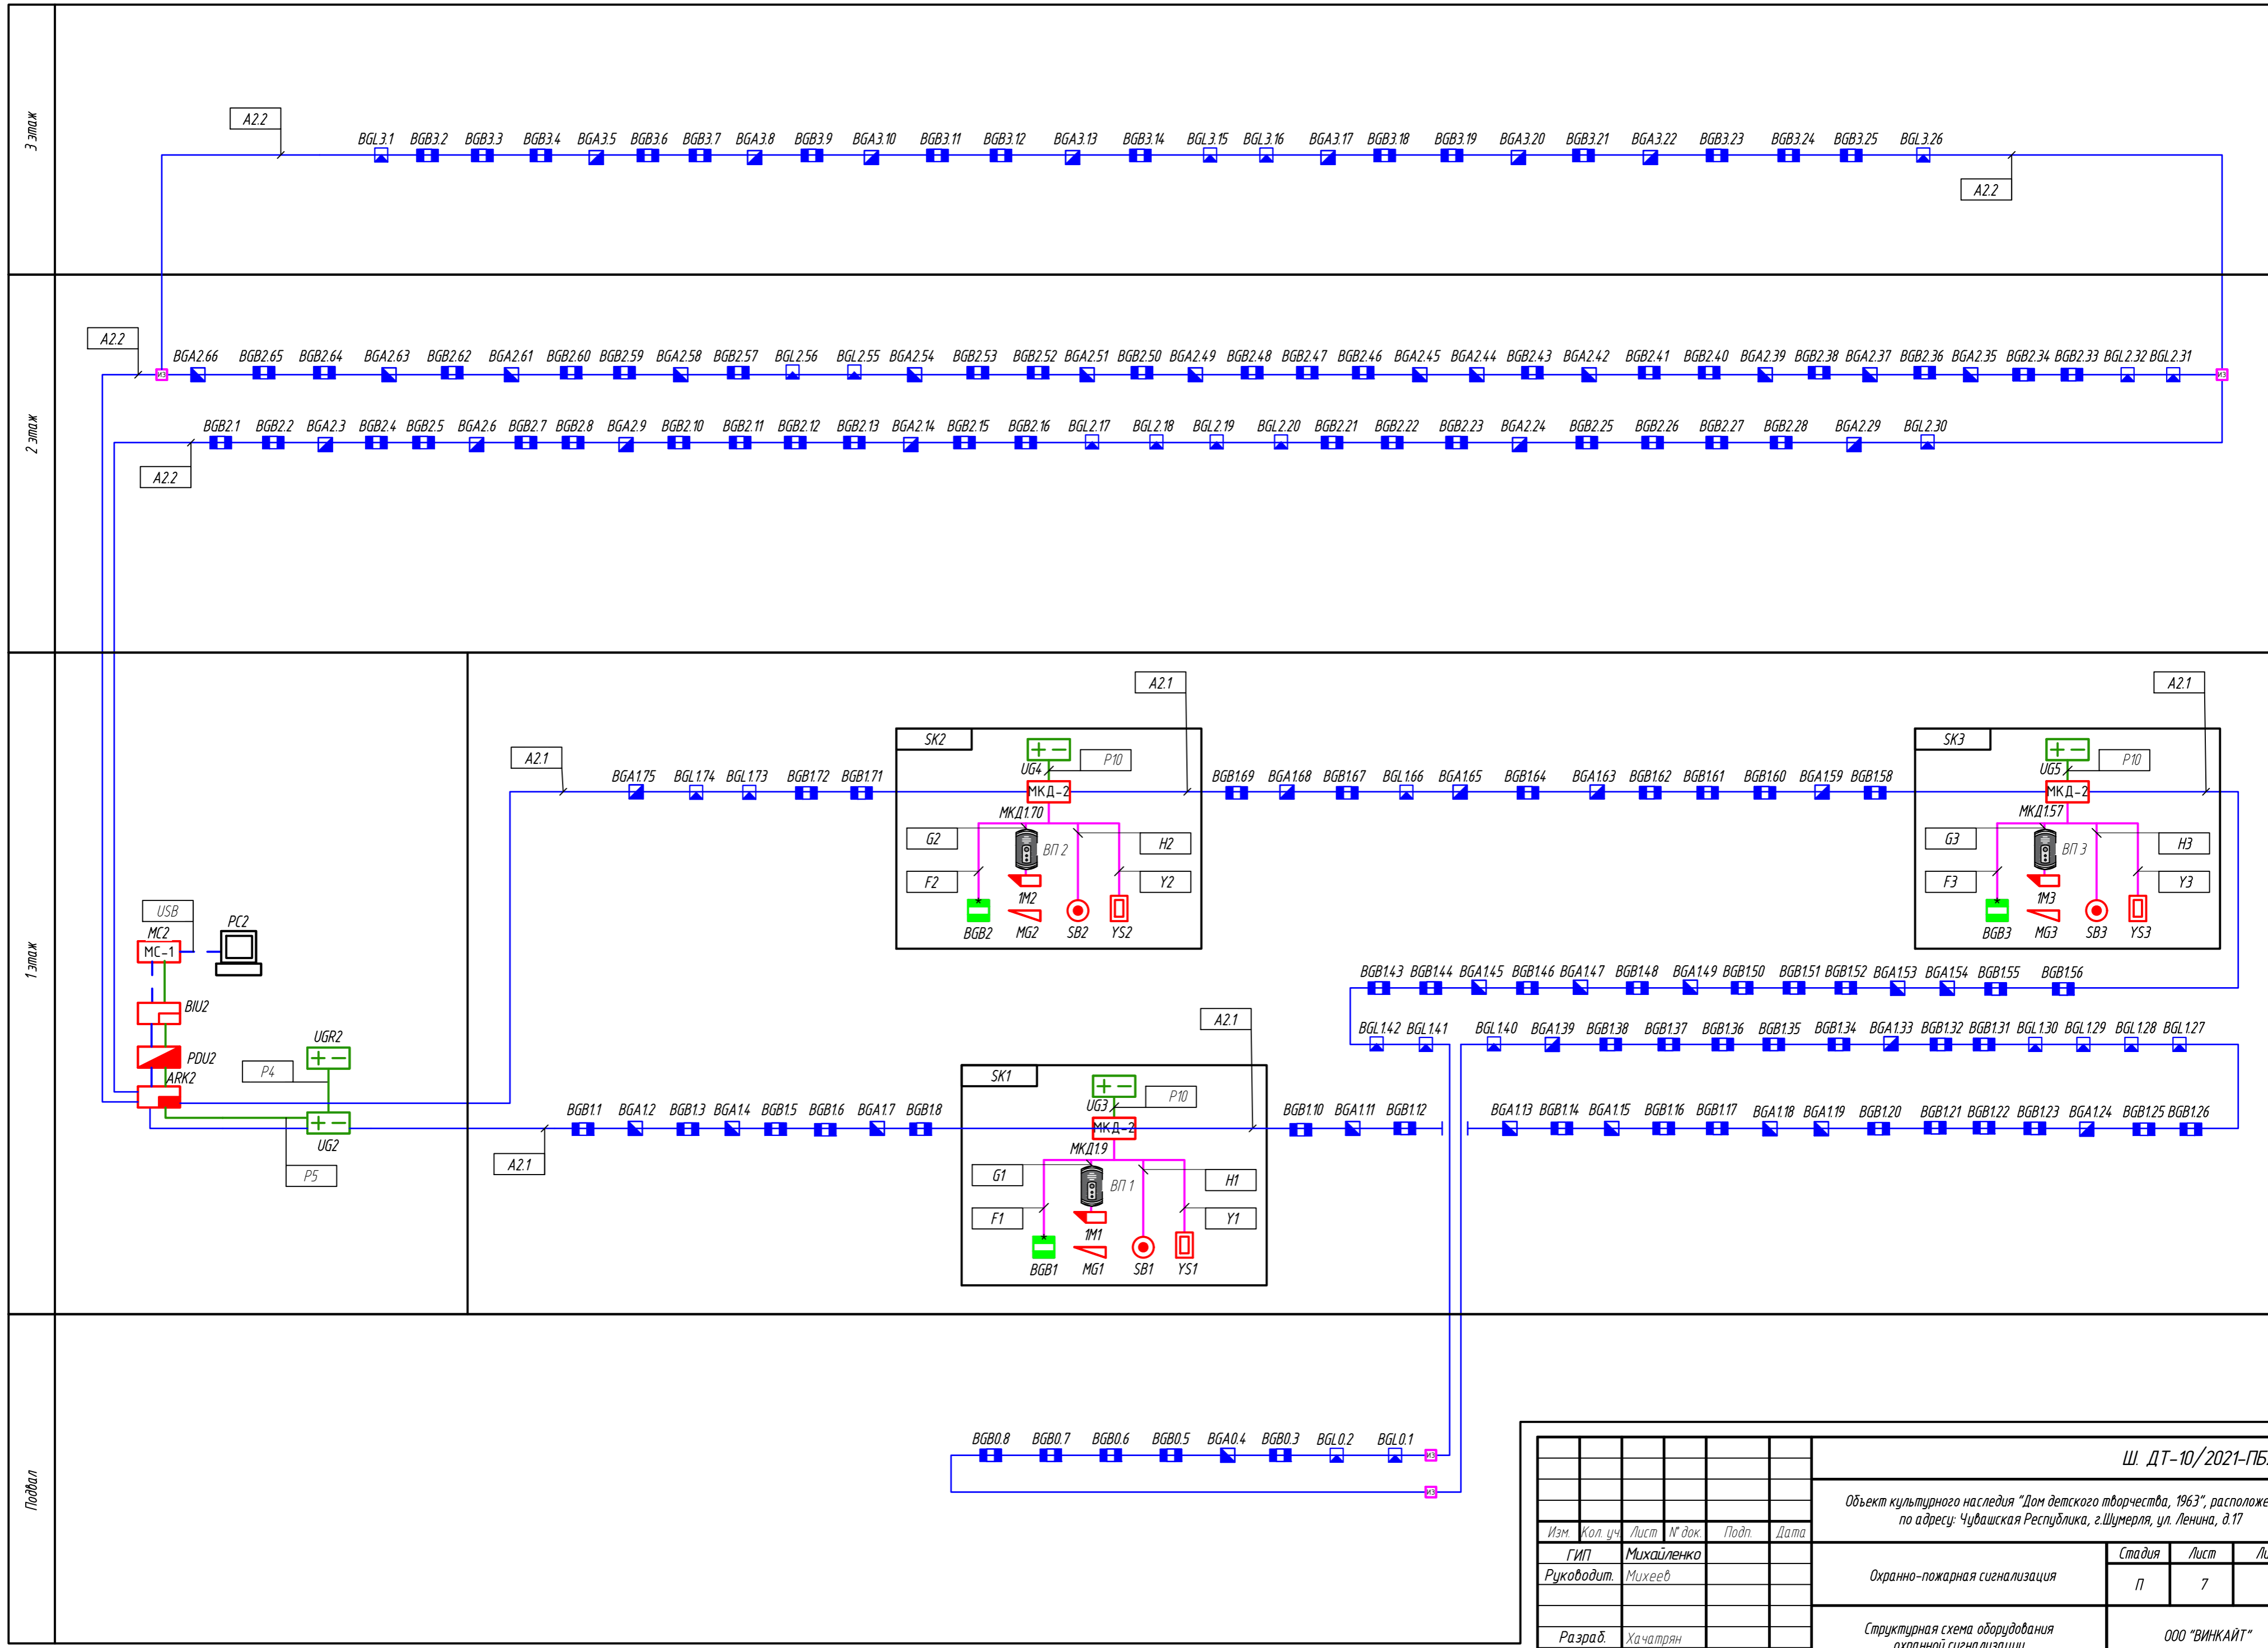 3 этаж
A2.2
BGL3.1 BGB3.2 BGB3.3 BGB3.4 BGA3.5 BGB3.6 BGB3.7 BGA3.8 BGB3.9 BGA3.10 BGB3.11 BGB3.12 BGA3.13 BGB3.14 BGL3.15 BGL3.16 BGA3.17 BGB3.18 BGB3.19 BGA3.20 BGB3.21 BGA3.22 BGB3.23 BGB3.24 BGB3.25 BGL3.26
A2.2
2 этаж
A2.2
BGA2.66 BGB2.65 BGB2.64 BGA2.63 BGB2.62 BGA2.61 BGB2.60 BGB2.59 BGA2.58 BGB2.57 BGL2.56 BGL2.55 BGA2.54 BGB2.53 BGB2.52 BGA2.51 BGB2.50 BGA2.49 BGB2.48 BGB2.47 BGB2.46 BGA2.45 BGA2.44 BGB2.43 BGA2.42 BGB2.41 BGB2.40 BGA2.39 BGB2.38 BGA2.37 BGB2.36 BGA2.35 BGB2.34 BGB2.33 BGL2.32 BGL2.31
ИЗ ИЗ
BGB2.1 BGB2.2 BGA2.3 BGB2.4 BGB2.5 BGA2.6 BGB2.7 BGB2.8 BGA2.9 BGB2.10 BGB2.11 BGB2.12 BGB2.13 BGA2.14 BGB2.15 BGB2.16 BGL2.17 BGL2.18 BGL2.19 BGL2.20 BGB2.21 BGB2.22 BGB2.23 BGA2.24 BGB2.25 BGB2.26 BGB2.27 BGB2.28 BGA2.29 BGL2.30
A2.2
1 этаж
A2.1 A2.1
SK2 SK3
A2.1
UG4 P10 UG5 P10
BGA1.75 BGL1.74 BGL1.73 BGB1.72 BGB1.71 МКД-2 BGB1.69 BGA1.68 BGB1.67 BGL1.66 BGA1.65 BGB1.64 BGA1.63 BGB1.62 BGB1.61 BGB1.60 BGA1.59 BGB1.58 МКД-2
МКД1.70 МКД1.57
G2 ВП 2 H2 G3 ВП 3 H3
F2 Y2 F3 Y3
1M2 1M3
BGB2 MG2 SB2 YS2 BGB3 MG3 SB3 YS3
USB
MC2 PC2
МС-1
BIU2
UGR2
PDU2
P4
ARK2
UG2
P5
BGB1.43 BGB1.44 BGA1.45 BGB1.46 BGA1.47 BGB1.48 BGA1.49 BGB1.50 BGB1.51 BGB1.52 BGA1.53 BGA1.54 BGB1.55 BGB1.56
BGL1.42 BGL1.41 BGL1.40 BGA1.39 BGB1.38 BGB1.37 BGB1.36 BGB1.35 BGB1.34 BGA1.33 BGB1.32 BGB1.31 BGL1.30 BGL1.29 BGL1.28 BGL1.27
A2.1
SK1
UG3 P10
BGB1.1 BGA1.2 BGB1.3 BGA1.4 BGB1.5 BGB1.6 BGA1.7 BGB1.8 МКД-2 BGB1.10 BGA1.11 BGB1.12 BGA1.13 BGB1.14 BGA1.15 BGB1.16 BGB1.17 BGA1.18 BGA1.19 BGB1.20 BGB1.21 BGB1.22 BGB1.23 BGA1.24 BGB1.25 BGB1.26
A2.1
МКД1.9
G1 ВП 1 H1
F1 Y1
1M1
BGB1 MG1 SB1 YS1
Подвал
BGB0.8 BGB0.7 BGB0.6 BGB0.5 BGA0.4 BGB0.3 BGL0.2 BGL0.1
ИЗ
ИЗ
Ш. ДТ-10/2021-ПБ
Объект культурного наследия "Дом детского творчества, 1963",
по адресу: Чувашская Республика, г.Шумерля, ул. Ленина, д.17
Изм. Кол. уч. Лист № док. Подп. Дата
ГИП Михайленко
Руководит. Михеев
Охранно-пожарная сигнализация
Стадия Лист
П 7
Разраб. Хачатрян
Структурная схема оборудования
охранной сигнализации
ООО "ВИНКАЙТ"